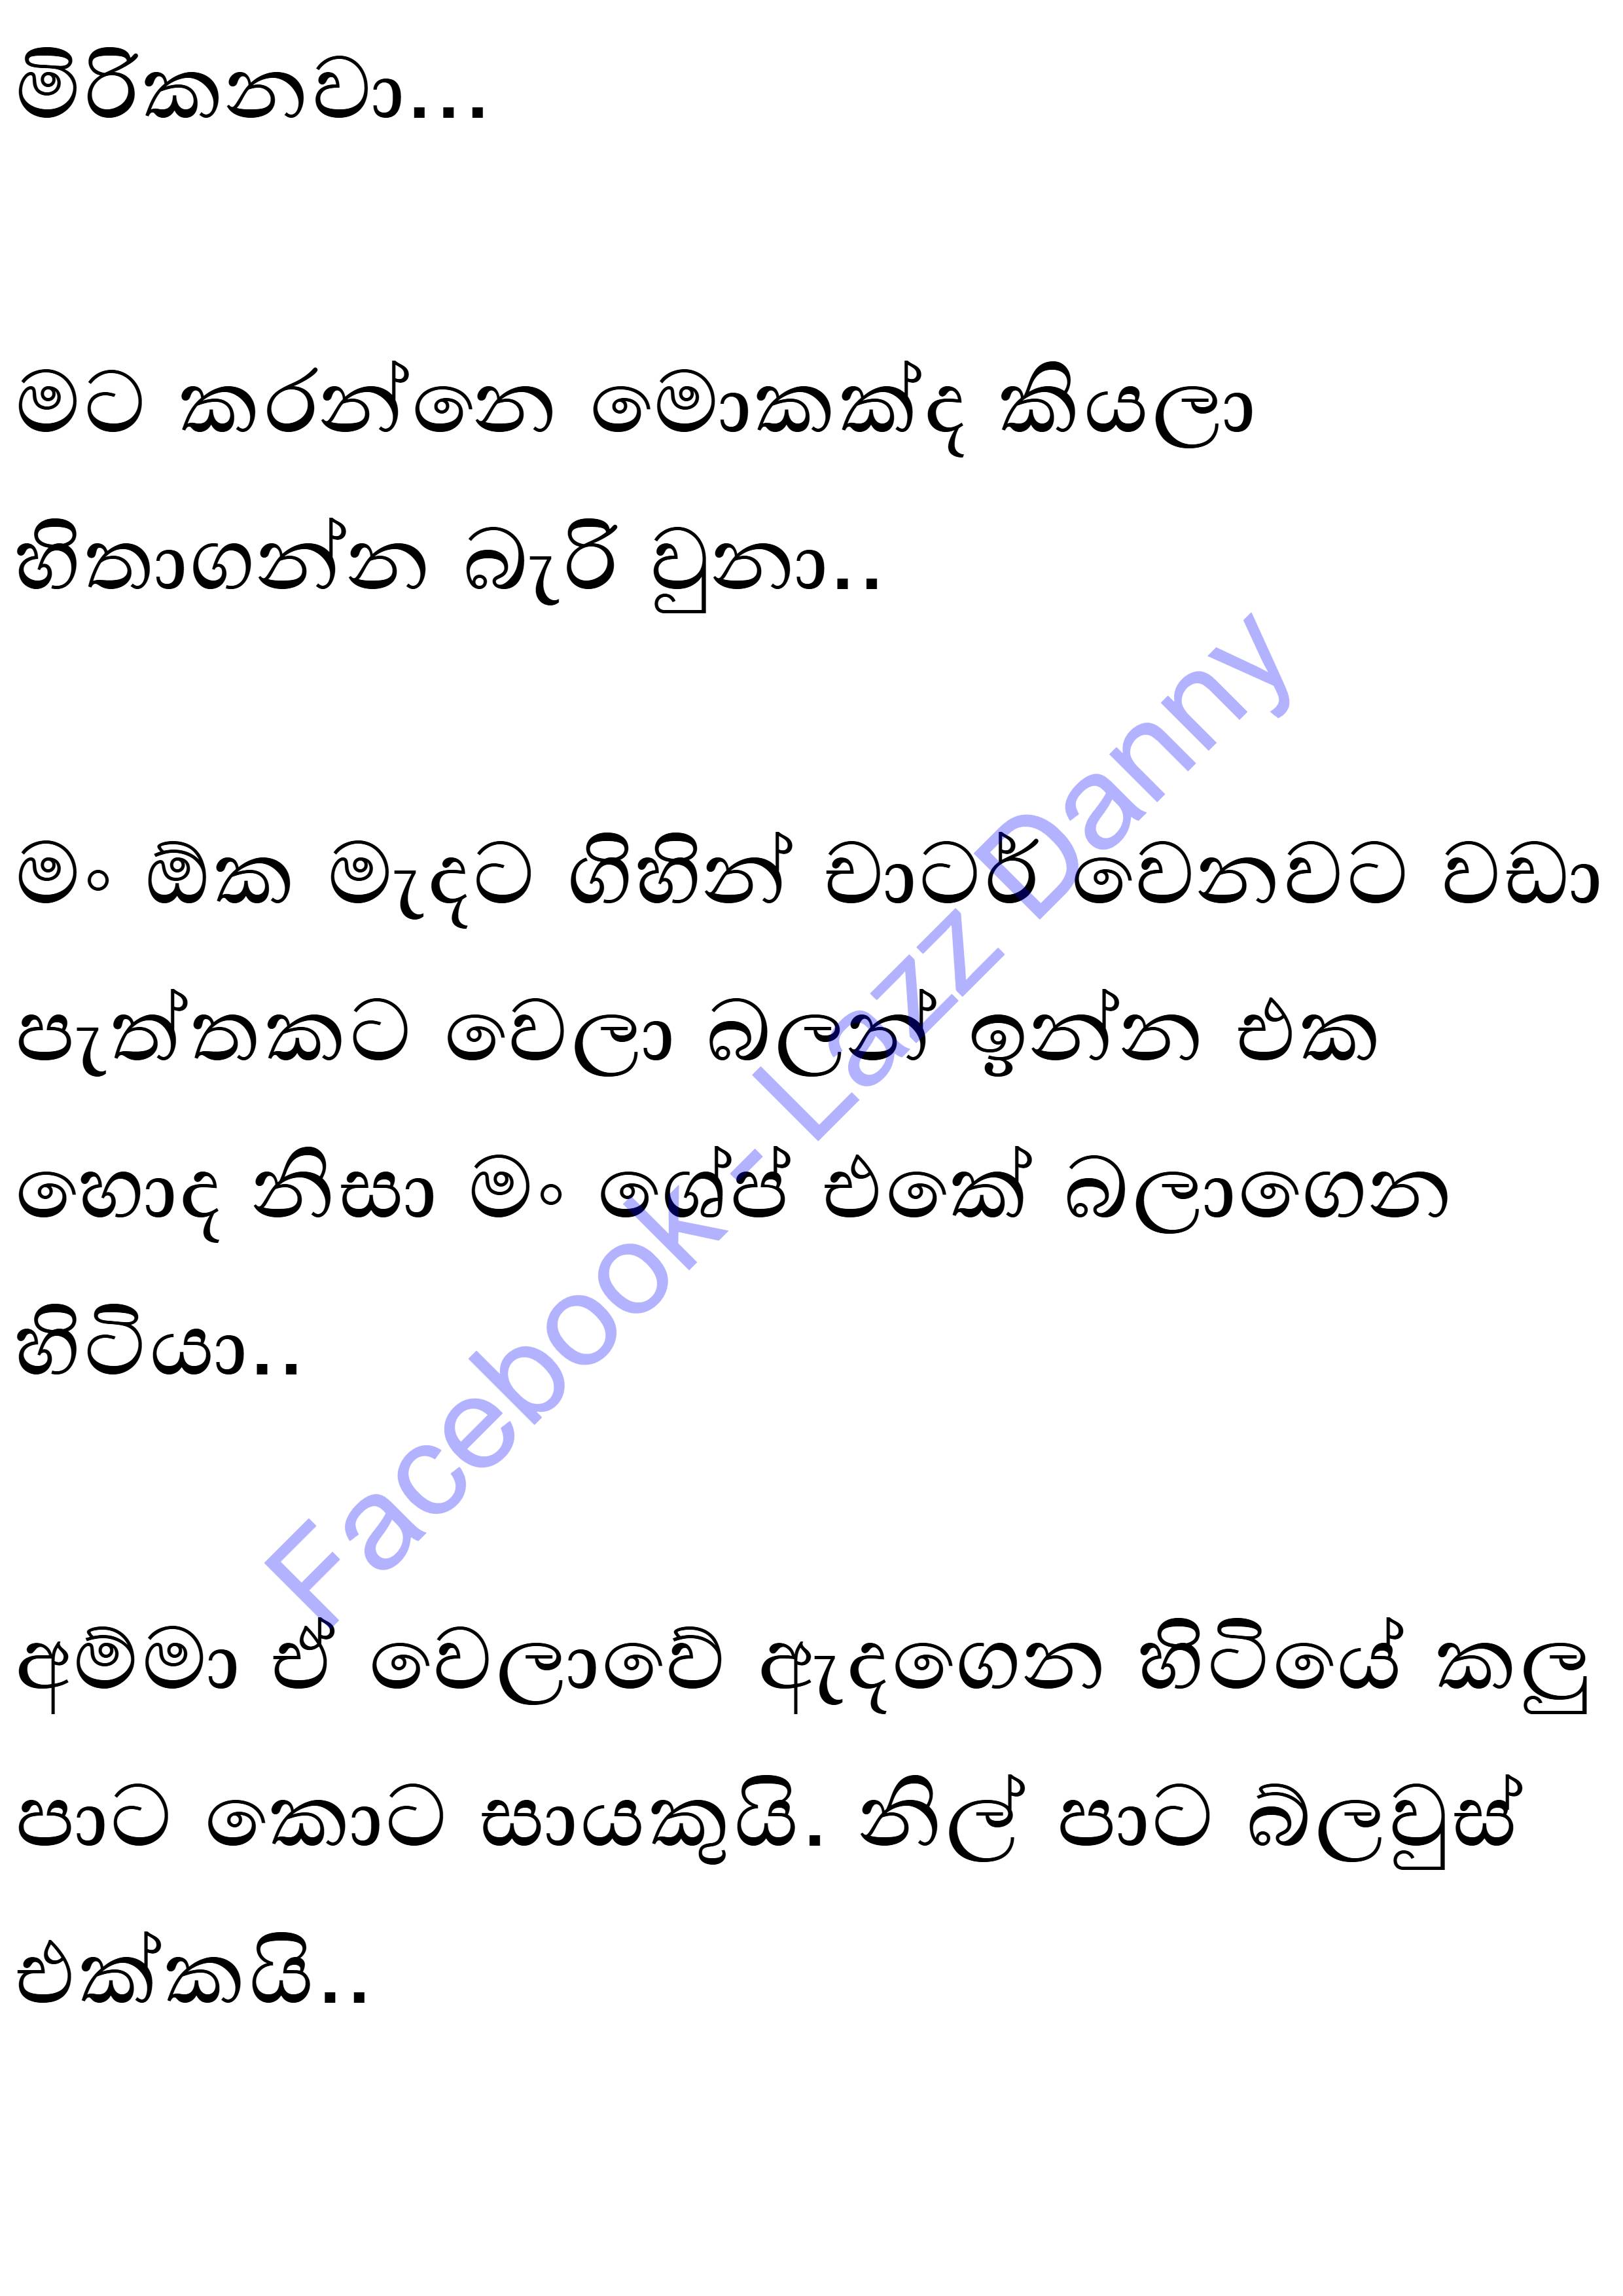 මිරිකනවා...
මට කරන්නෙ මොකක්ද කියලා
හිතාගන්න බැරි වුනා..
මං ඕක මැදට ගිහින් චාටර් වෙනවට වඩා
පැත්තකට වෙලා බලන් ඉන්න එක
හොද නිසා මං ශේප් එකේ බලාගෙන
හිටියා..
අම්මා ඒ වෙලාවේ ඇදගෙන හිටියේ කලු
පාට කොට සායකුයි. නිල් පාට බ්ලවුස්
එක්කයි..
Facebook - Lazz Danny